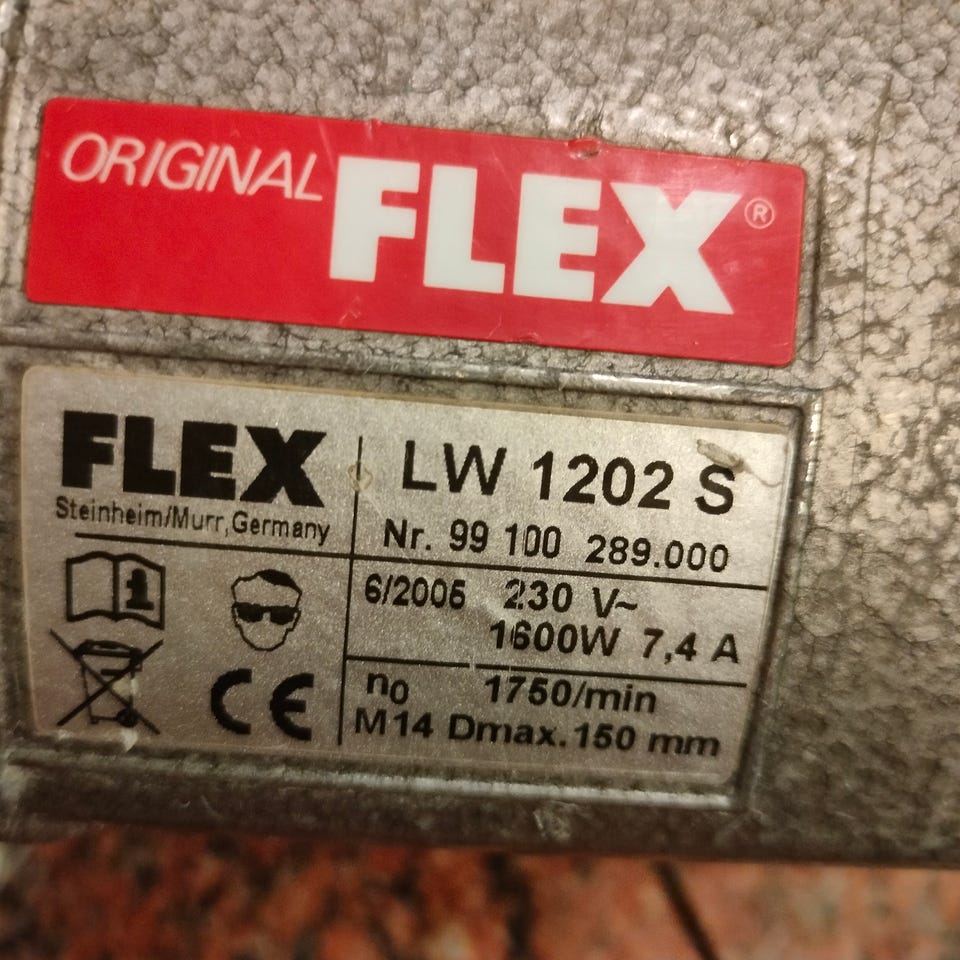 ORIGINAL FLEX ®
FLEX
Steinheim/Murr,Germany
LW 1202 S
Nr. 99 100 289.000
6/2005 230 V~
1600W 7,4 A
n0 1750/min
M14 Dmax.150 mm
CE